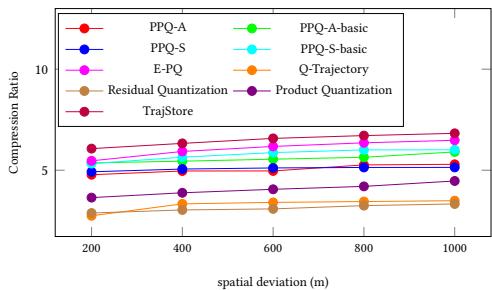 PPQ-A PPQ-A-basic
PPQ-S PPQ-S-basic
E-PQ Q-Trajectory
Residual Quantization Product Quantization
TrajStore
Compression Ratio
10
5
200 400 600 800 1000
spatial deviation (m)